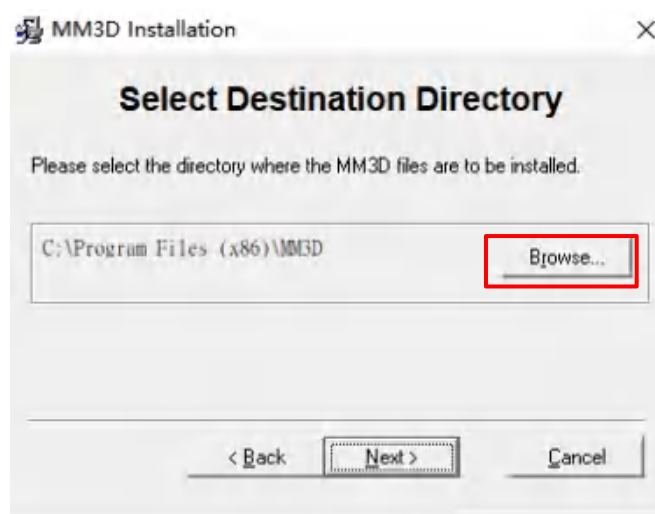 MM3D Installation
Select Destination Directory
Please select the directory where the MM3D files are to be installed.
C:\Program Files (x86)\MM3D
Browse...
< Back
Next >
Cancel